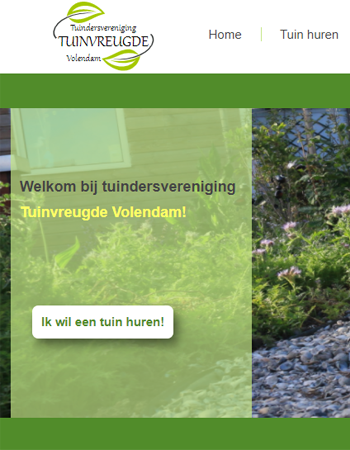 Tuindersvereniging
TUINVREUGDE
Volendam
Home
Tuin huren
Welkom bij tuindersvereniging
Tuinvreugde Volendam!
Ik wil een tuin huren!